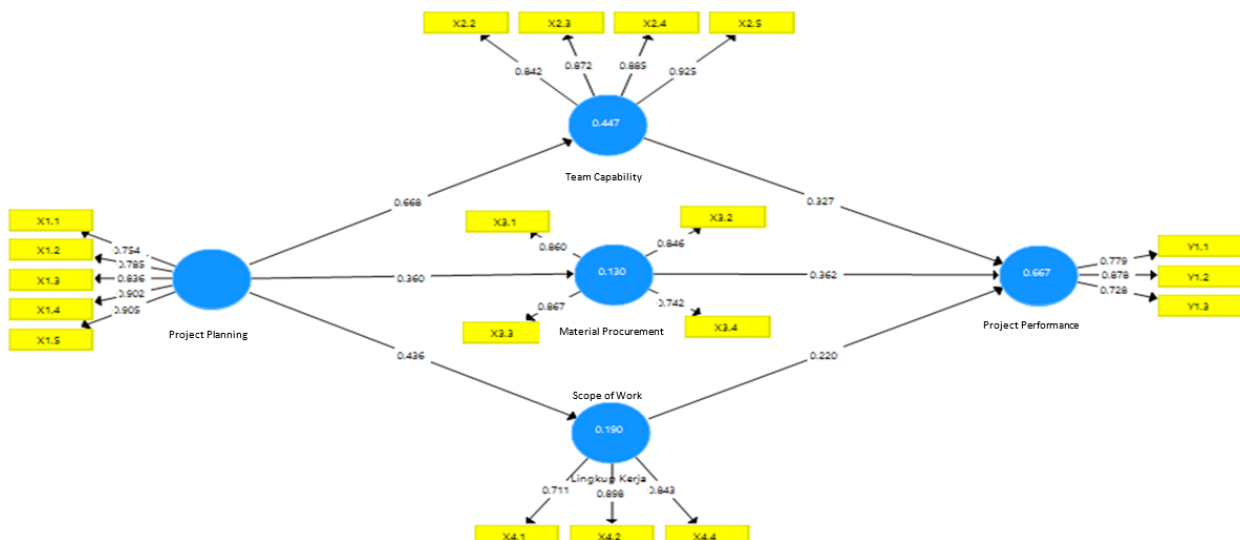 X2.2 X2.3 X2.4 X2.5
0.842 0.872 0.885 0.925
0.447
Team Capability
0.668
0.327
X1.1
X1.2
X1.3
X1.4
X1.5
0.754
0.785
0.836
0.902
0.905
Project Planning
X3.1 X3.2
0.860 0.846
0.360
0.130
0.362
0.867 0.742
X3.3 X3.4
Material Procurement
0.667
Project Performance
0.779
0.878
0.728
Y1.1
Y1.2
Y1.3
0.436
0.220
Scope of Work
0.190
Lingkup Kerja
0.711 0.898 0.843
X4.1 X4.2 X4.4